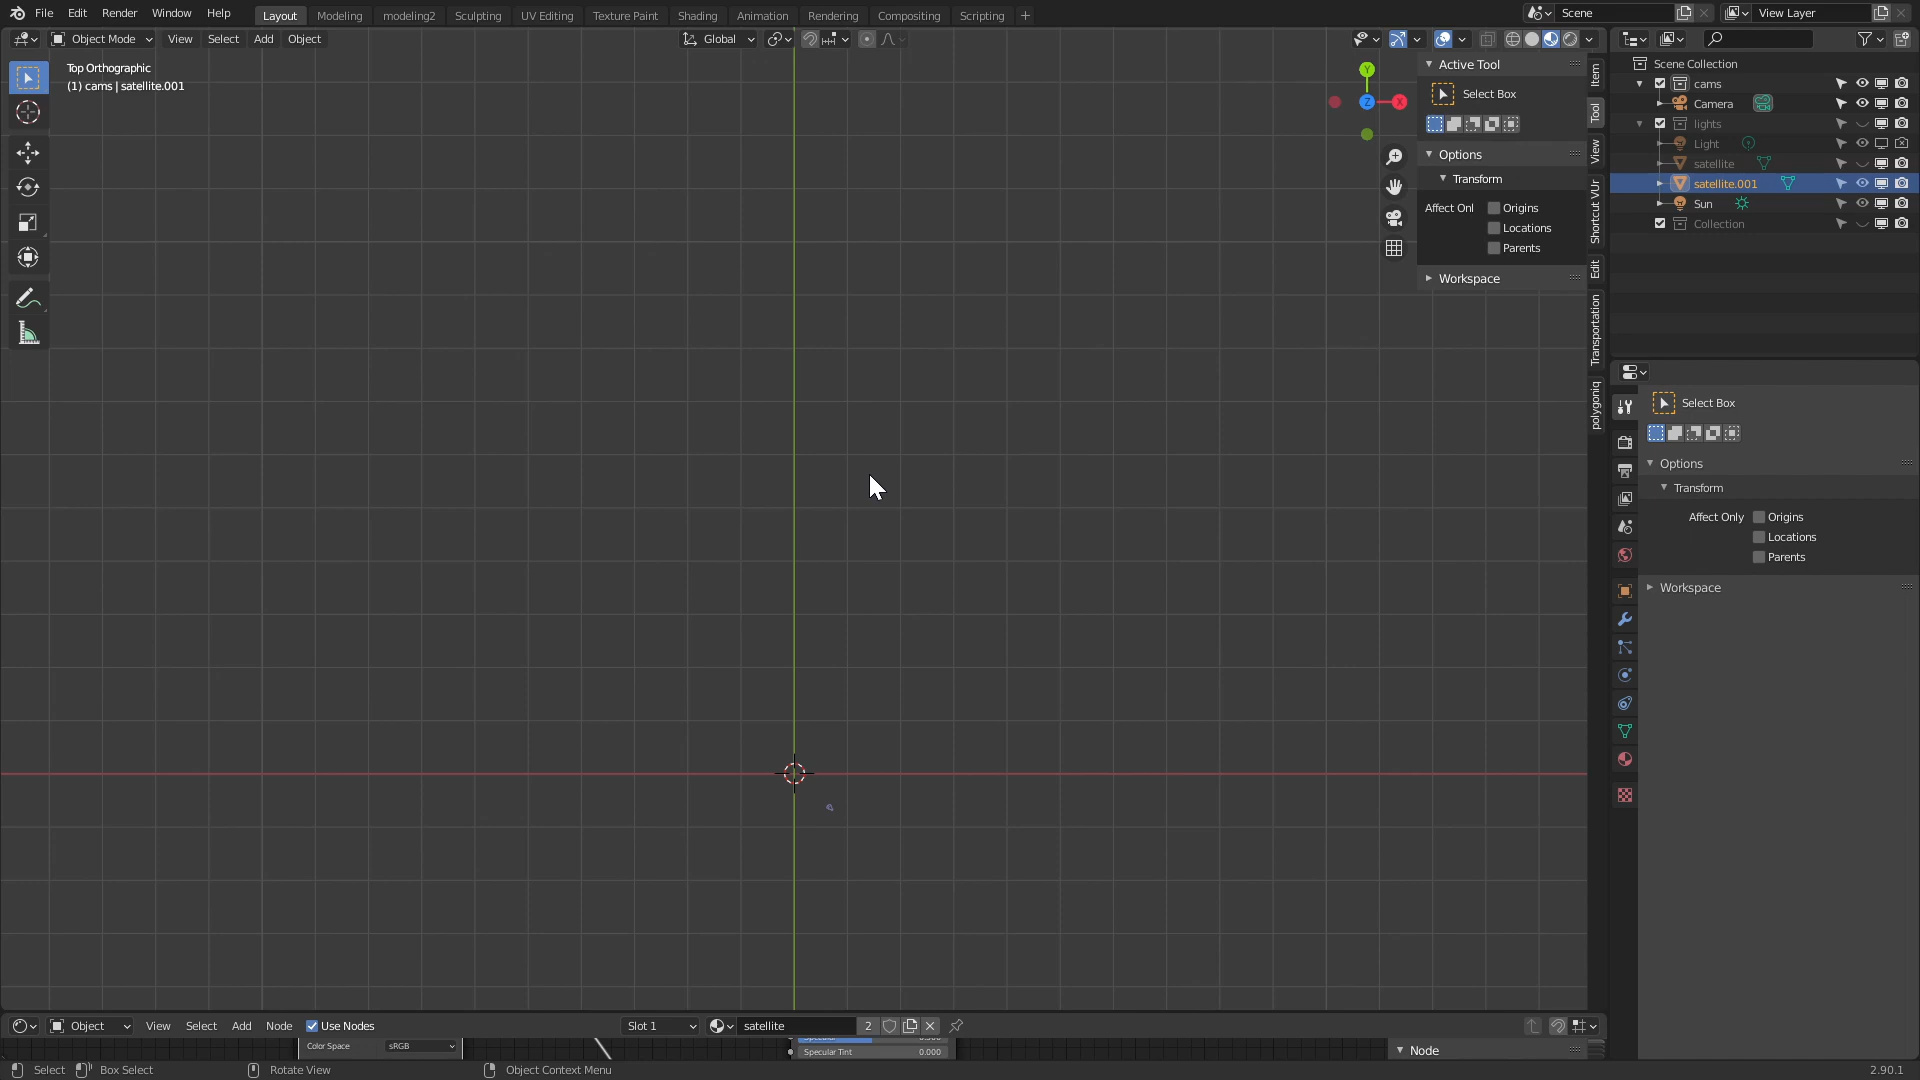 File Edit Render Window Help Layout Modeling modeling2 Sculpting UV Editing Texture Paint Shading Animation Rendering Compositing Scripting + Scene View Layer
Object Mode View Select Add Object Global
Top Orthographic
(1) cams | satellite.001
Y
X
Z
Active Tool
Select Box
Options
Transform
Affect Onl Origins
Locations
Parents
Workspace
Item
Tool
View
Shortcut VUr
Edit
Transportation
polygoniq
Scene Collection
cams
Camera
lights
Light
satellite
satellite.001
Sun
Collection
Select Box
Options
Transform
Affect Only Origins
Locations
Parents
Workspace
Object View Select Add Node Use Nodes Slot 1 satellite 2
Color Space sRGB
Specular 0.500
Specular Tint 0.000
Node
Select Box Select Rotate View Object Context Menu 2.90.1